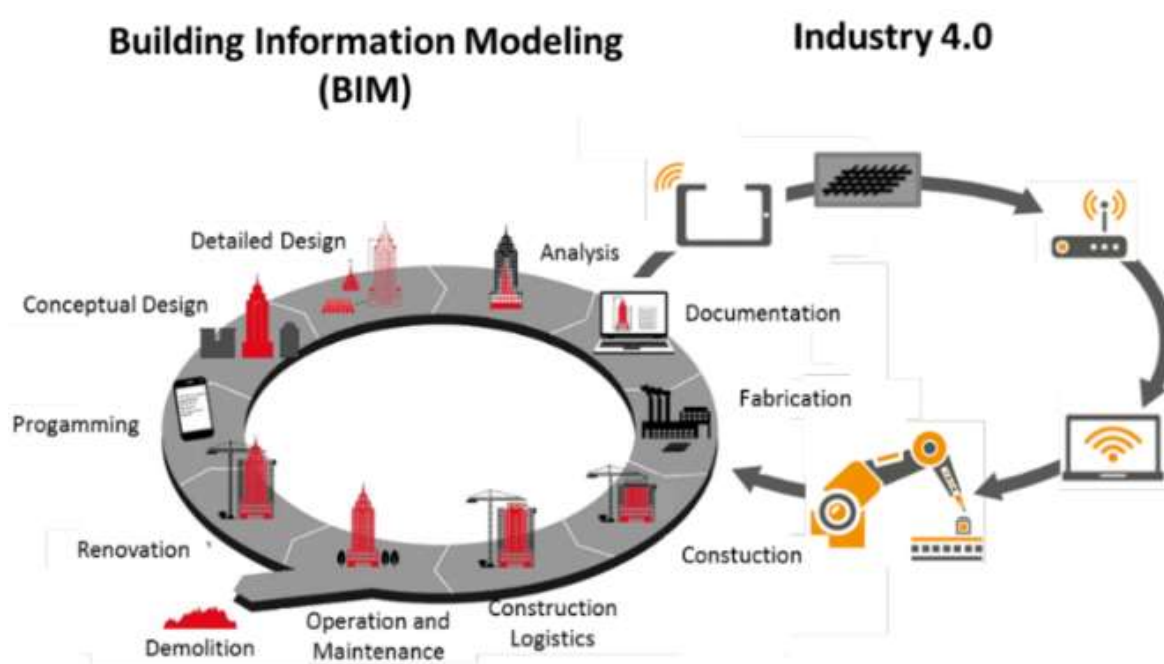 Building Information Modeling
(BIM)
Industry 4.0
Detailed Design
Analysis
Conceptual Design
Documentation
Progamming
Fabrication
Renovation
Constuction
Demolition
Operation and
Maintenance
Construction
Logistics